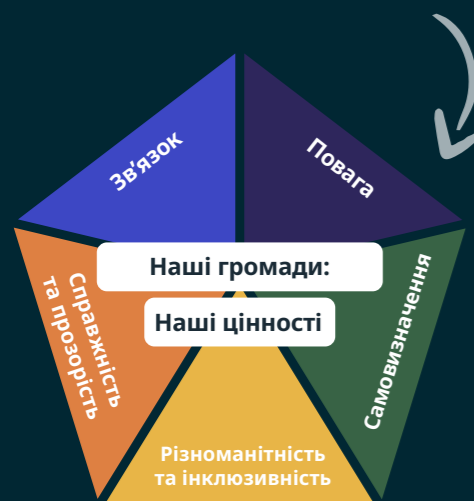 Зв'язок
Повага
Наші громади:
Наші цінності
Справжність
та прозорість
Самовизначення
Різноманітність
та інклюзивність